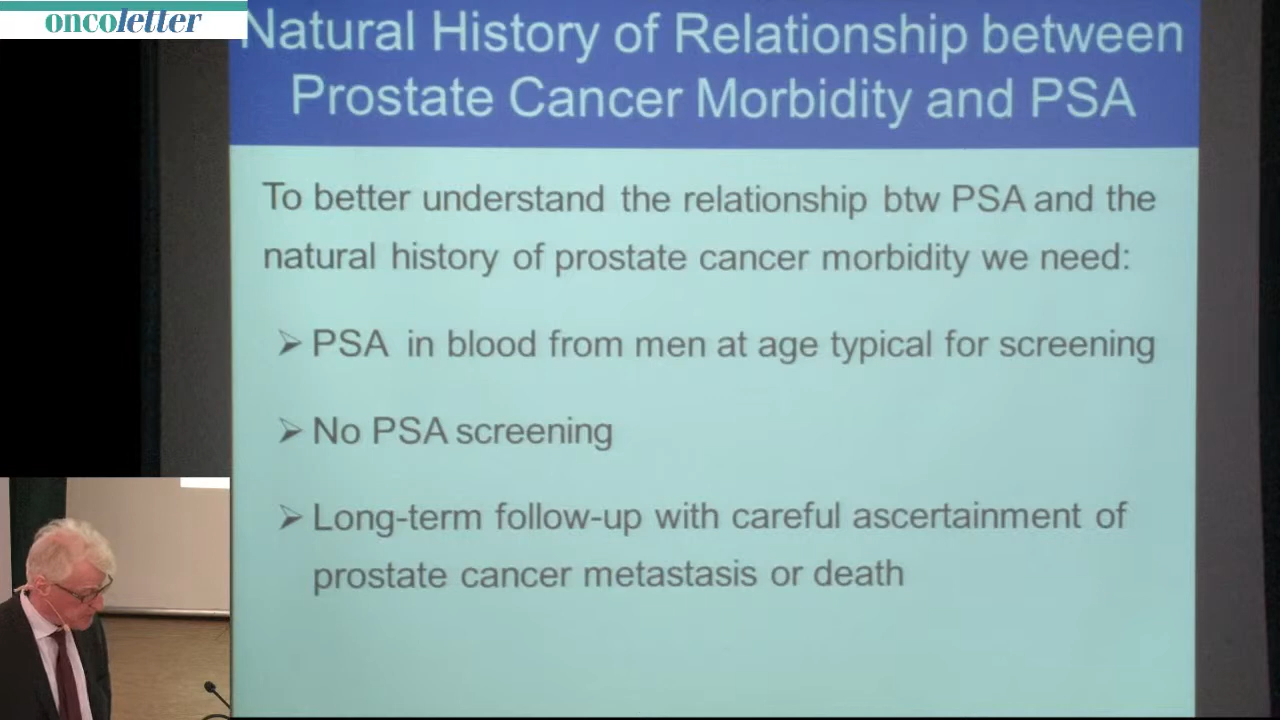 oncoletter
Natural History of Relationship between
Prostate Cancer Morbidity and PSA
To better understand the relationship btw PSA and the
natural history of prostate cancer morbidity we need:
➢ PSA in blood from men at age typical for screening
➢ No PSA screening
➢ Long-term follow-up with careful ascertainment of
prostate cancer metastasis or death